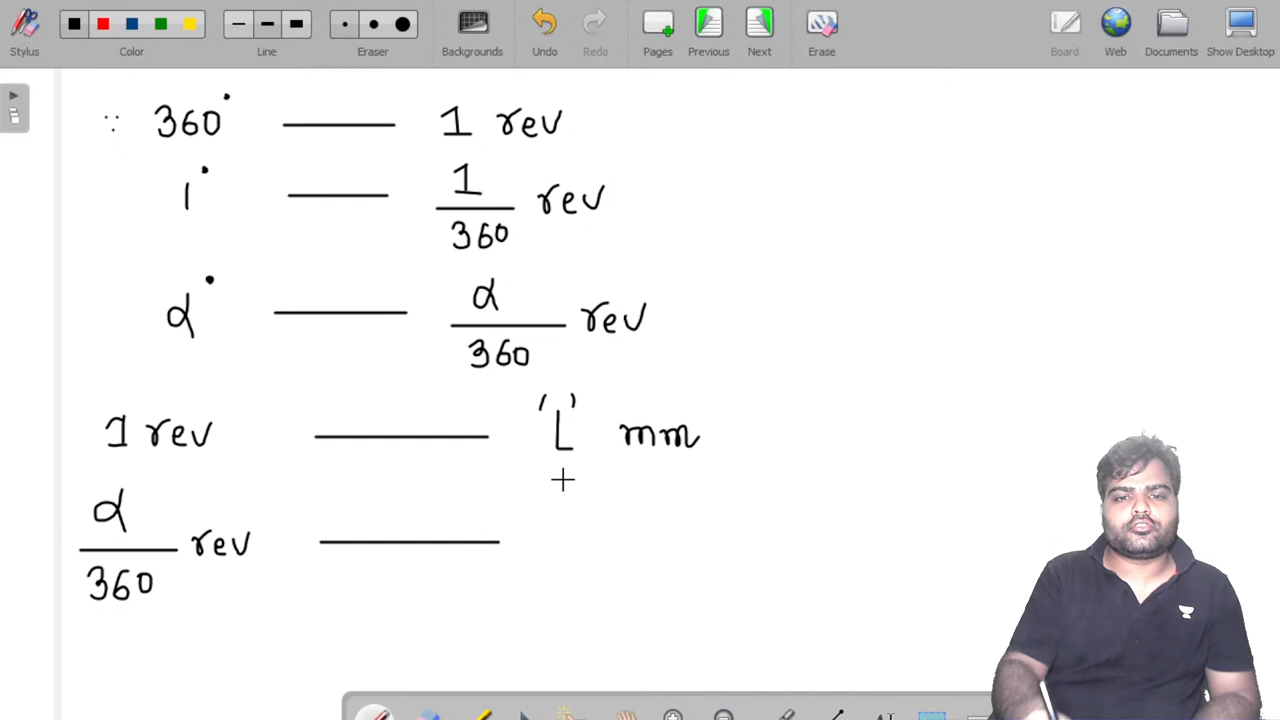 Stylus Color Line Eraser Backgrounds Undo Redo Pages Previous Next Erase Board Web Documents Show Desktop
∵ 360° —— 1 rev
1° —— 1/360 rev
α° —— α/360 rev
1 rev —— 'L' mm
α/360 rev ——